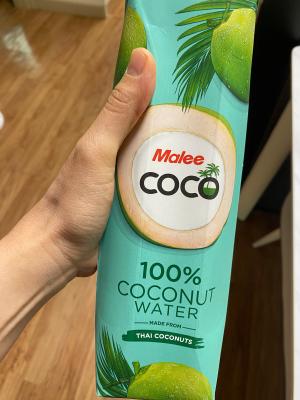 Malee
COCO
100%
COCONUT
WATER
MADE FROM
THAI COCONUTS